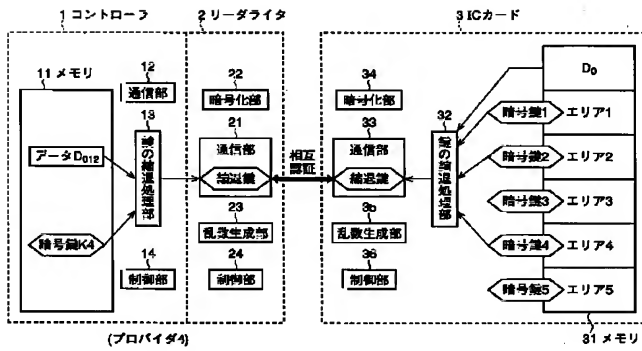 1 コントローラ
2 リーダライタ
3 ICカード
11 メモリ
12
通信部
13
鍵の縮退処理部
データD012
暗号鍵K4
14
制御部
(プロバイダ4)
22
暗号化部
21
通信部
縮退鍵
23
乱数生成部
24
制御部
相互
認証
34
暗号化部
33
通信部
縮退鍵
35
乱数生成部
36
制御部
32
鍵の縮退処理部
D0
暗号鍵1 エリア1
暗号鍵2 エリア2
暗号鍵3 エリア3
暗号鍵4 エリア4
暗号鍵5 エリア5
31 メモリ